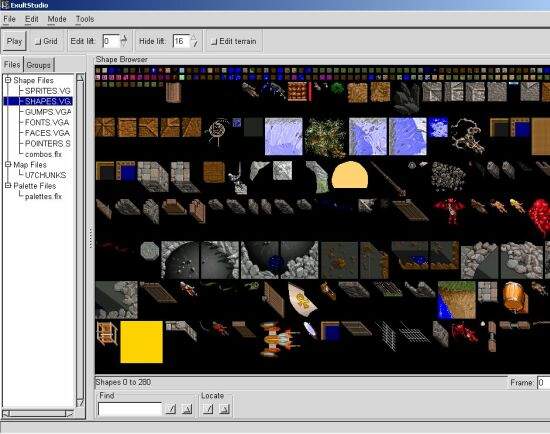 ExultStudio
File Edit Mode Tools
Play Grid Edit lift: 0 Hide lift: 16 Edit terrain
Files Groups
Shape Browser
Shape Files
SPRITES.VG
SHAPES.VG
GUMPS.VGA
FONTS.VGA
FACES.VGA
POINTERS.S
combos.flx
Map Files
U7CHUNKS
Palette Files
palettes.flx
Shapes 0 to 280
Frame: 0
Find
Locate